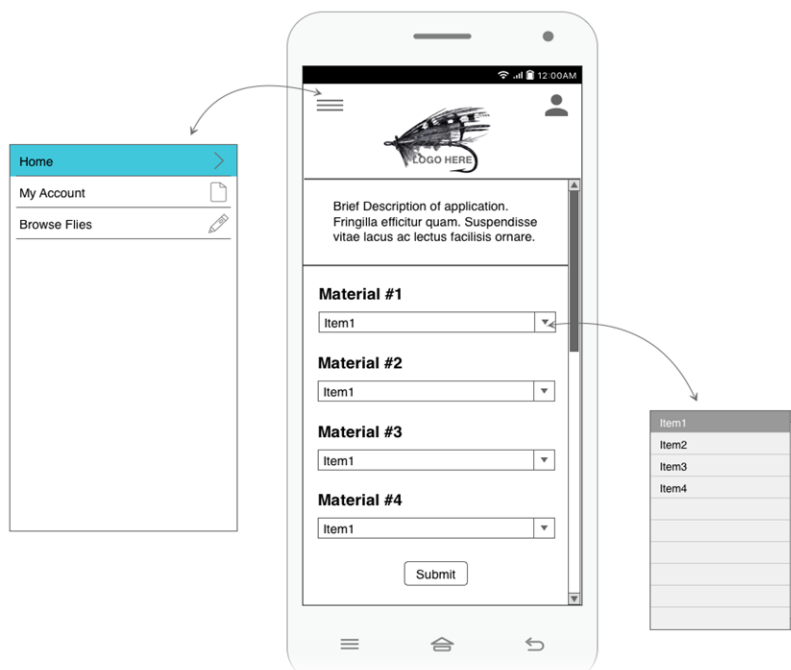 12:00AM
LOGO HERE
Home
My Account
Browse Flies
Brief Description of application.
Fringilla efficitur quam. Suspendisse
vitae lacus ac lectus facilisis ornare.
Material #1
Item1
Material #2
Item1
Material #3
Item1
Material #4
Item1
Submit
Item1
Item2
Item3
Item4